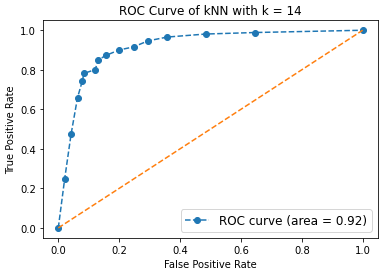 ROC Curve of kNN with k = 14
True Positive Rate
1.0
0.8
0.6
0.4
0.2
0.0
ROC curve (area = 0.92)
0.0 0.2 0.4 0.6 0.8 1.0
False Positive Rate